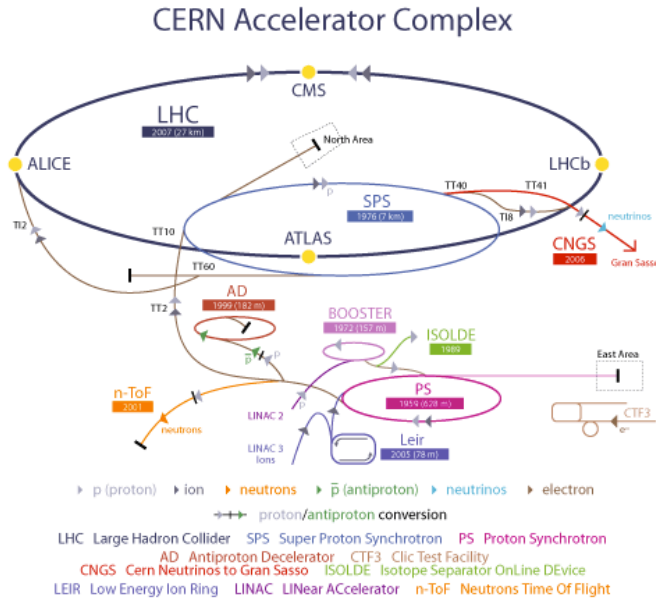 CERN Accelerator Complex
CMS
LHC
2007 (27 km)
North Area
ALICE
LHCb
p
SPS
1976 (7 km)
TT40
TT41
TI8
TI2
TT10
ATLAS
neutrinos
CNGS
2006
Gran Sasso
TT60
AD
1999 (182 m)
TT2
BOOSTER
1972 (157 m)
ISOLDE
1989
p̅
p
East Area
n-ToF
2001
LINAC 2
p
PS
1959 (628 m)
neutrons
CTF3
e-
LINAC 3
Ions
Leir
2005 (78 m)
p (proton) ion neutrons p̅ (antiproton) neutrinos electron
proton/antiproton conversion
LHC Large Hadron Collider SPS Super Proton Synchrotron PS Proton Synchrotron
AD Antiproton Decelerator CTF3 Clic Test Facility
CNGS Cern Neutrinos to Gran Sasso ISOLDE Isotope Separator OnLine DEvice
LEIR Low Energy Ion Ring LINAC LINear ACcelerator n-ToF Neutrons Time Of Flight